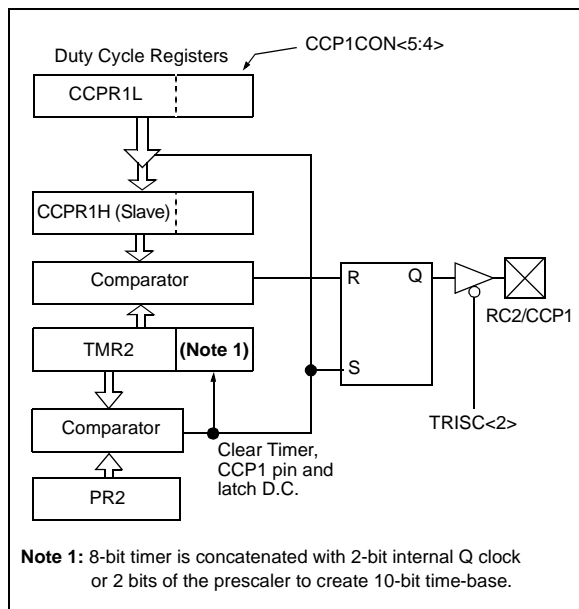 Duty Cycle Registers
CCP1CON<5:4>
CCPR1L
CCPR1H (Slave)
Comparator
R
Q
RC2/CCP1
TMR2
(Note 1)
S
TRISC<2>
Comparator
Clear Timer,
CCP1 pin and
latch D.C.
PR2
Note 1: 8-bit timer is concatenated with 2-bit internal Q clock
or 2 bits of the prescaler to create 10-bit time-base.